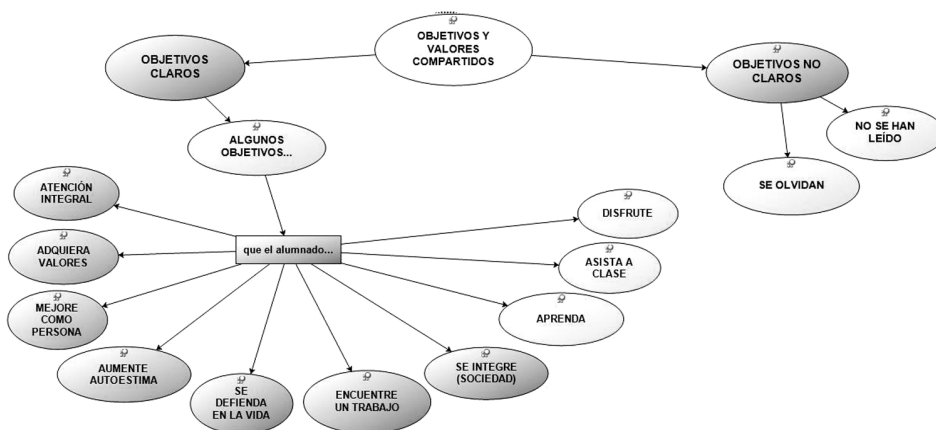 OBJETIVOS Y
VALORES
COMPARTIDOS
OBJETIVOS
CLAROS
OBJETIVOS NO
CLAROS
ALGUNOS
OBJETIVOS...
NO SE HAN
LEÍDO
SE OLVIDAN
ATENCIÓN
INTEGRAL
DISFRUTE
que el alumnado...
ADQUIERA
VALORES
ASISTA A
CLASE
MEJORE
COMO
PERSONA
APRENDA
AUMENTE
AUTOESTIMA
SE
DEFIENDA
EN LA VIDA
ENCUENTRE
UN TRABAJO
SE INTEGRE
(SOCIEDAD)